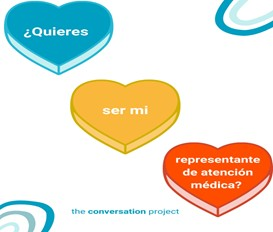 ¿Quieres
ser mi
representante
de atención
médica?
the conversation project